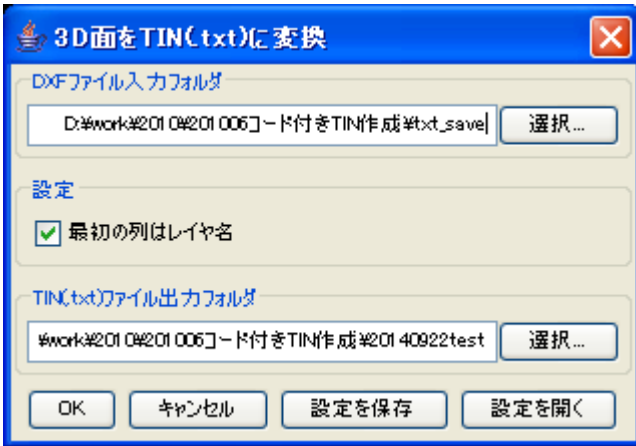 3D面をTIN(txt)に変換
DXFファイル入力フォルダ
D:¥work¥2010¥201006コード付きTIN作成¥txt_save
選択...
設定
最初の列はレイヤ名
TIN(txt)ファイル出力フォルダ
¥work¥2010¥201006コード付きTIN作成¥20140922test
選択...
OK
キャンセル
設定を保存
設定を開く